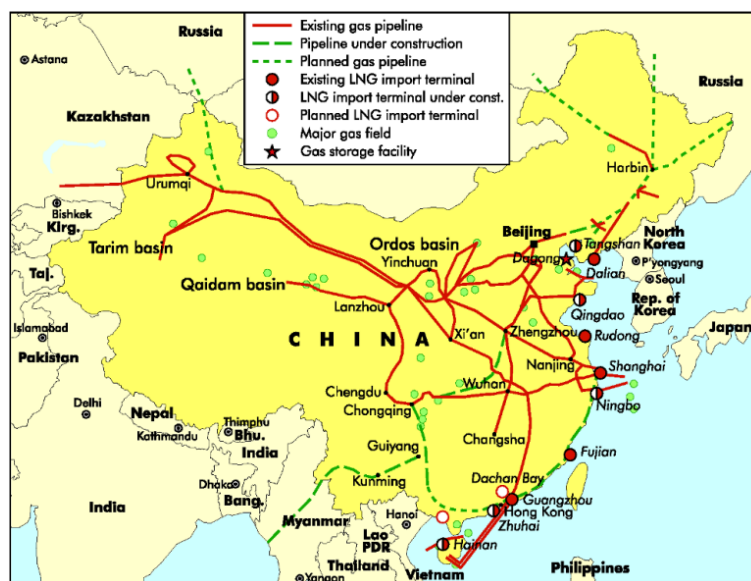 Existing gas pipeline
Pipeline under construction
Planned gas pipeline
Existing LNG import terminal
LNG import terminal under const.
Planned LNG import terminal
Major gas field
Gas storage facility
Russia
Astana
Russia
Kazakhstan
Harbin
Urumqi
Bishkek
Kirg.
Beijing
Tangshan
North
Korea
Tarim basin
Ordos basin
Dagong
P'yongyang
Taj.
Yinchuan
Dalian
Seoul
Qaidam basin
Rep. of
Korea
Lanzhou
Qingdao
Islamabad
CHINA
Xi'an
Zhengzhou
Rudong
Japan
Pakistan
Nanjing
Shanghai
Delhi
Nepal
Chengdu
Wuhan
Ningbo
Chongqing
Thimphu
Kathmandu
Bhu.
Changsha
India
Guiyang
Fujian
Dhaka
Kunming
Dachan Bay
Bang.
Guangzhou
India
Hanoi
Hong Kong
Myanmar
Zhuhai
Lao
PDR
Hainan
Thailand
Vietnam
Philippines
Yangon